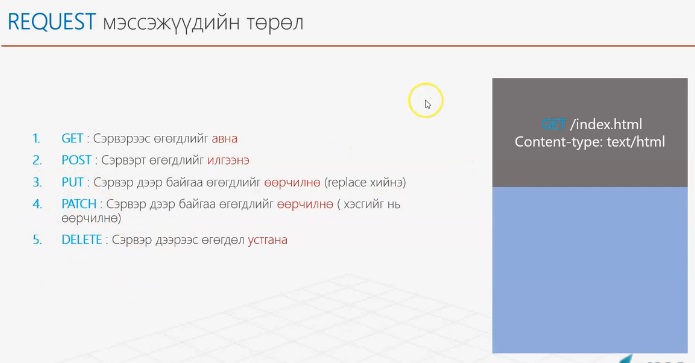 REQUEST мэссэжүүдийн төрөл
1. GET : Сэрвэрээс өгөгдлийг авна
2. POST : Сэрвэрт өгөгдлийг илгээнэ
3. PUT : Сэрвэр дээр байгаа өгөгдлийг өөрчилнө (replace хийнэ)
4. PATCH : Сэрвэр дээр байгаа өгөгдлийг өөрчилнө ( хэсгийг нь
өөрчилнө)
5. DELETE : Сэрвэр дээрээс өгөгдөл устгана
GET /index.html
Content-type: text/html